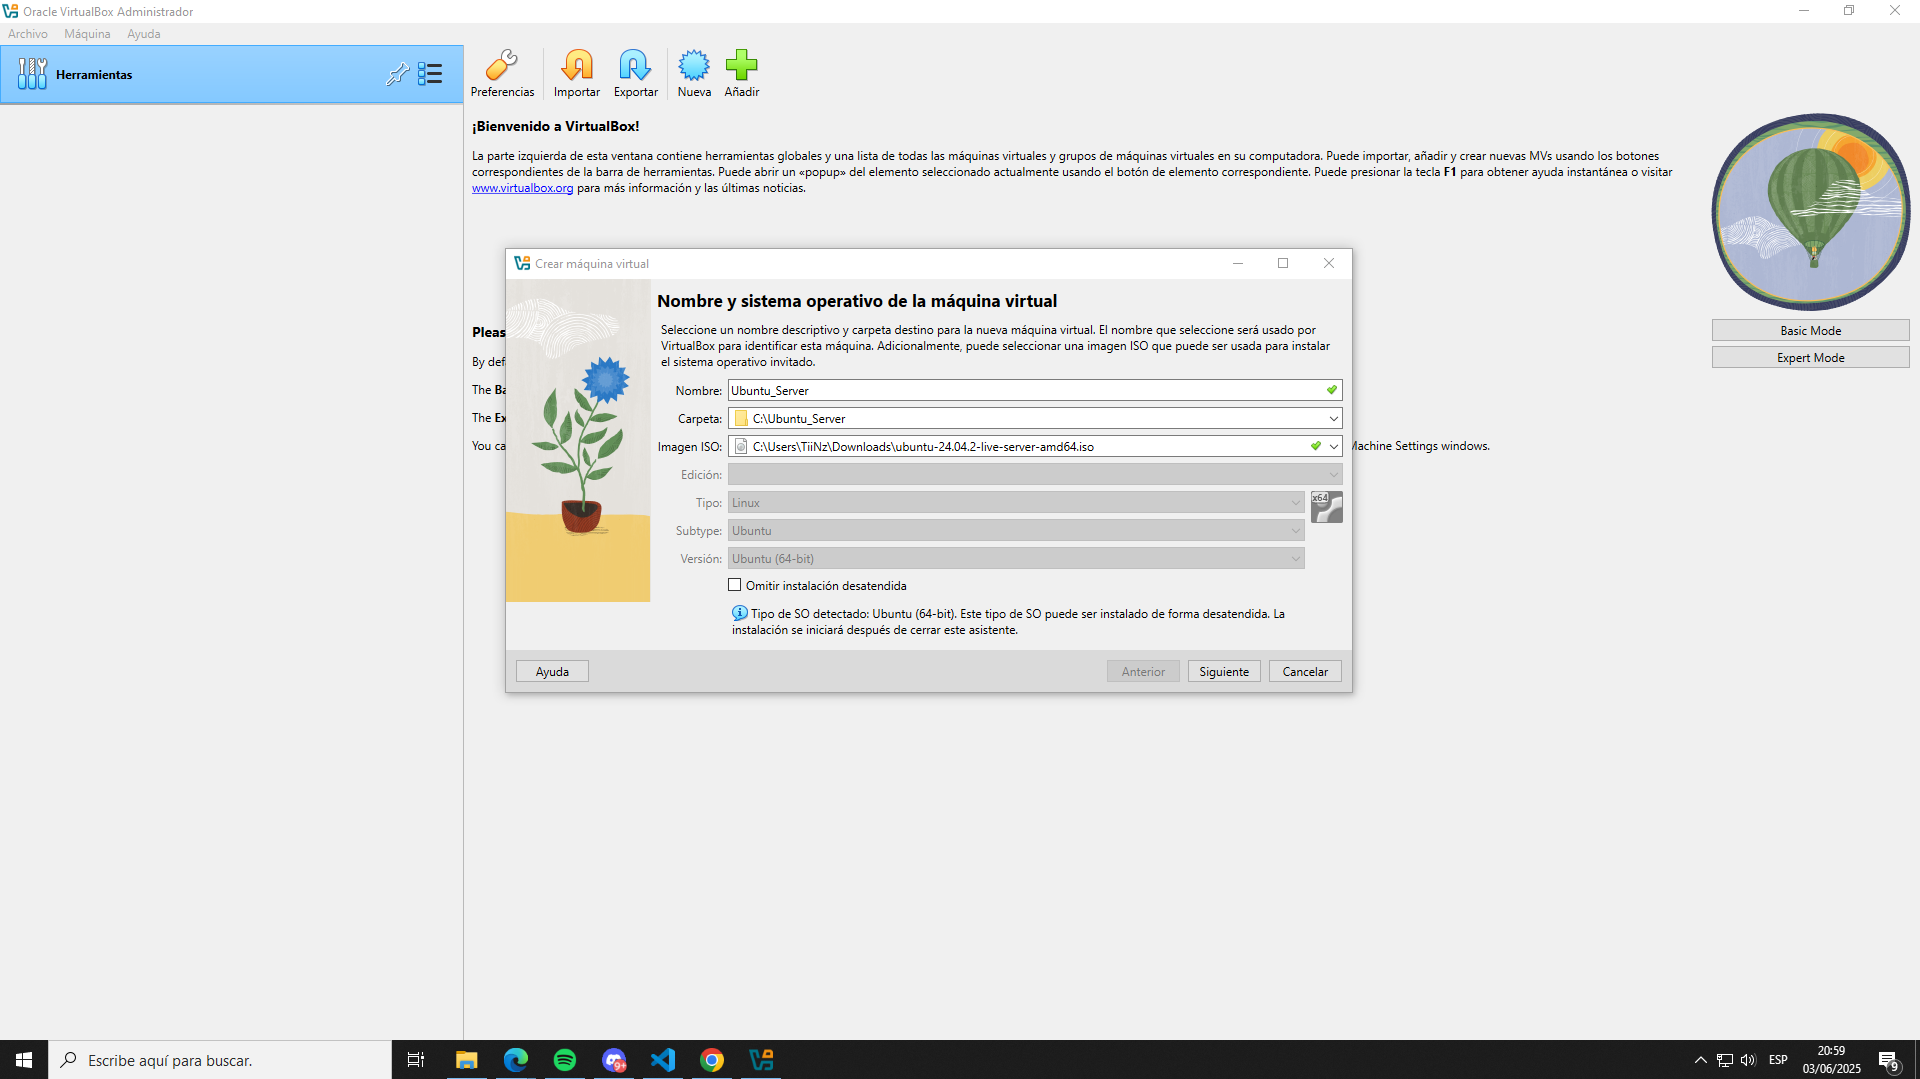 Oracle VirtualBox Administrador
Archivo Máquina Ayuda
Herramientas
Preferencias Importar Exportar Nueva Añadir
¡Bienvenido a VirtualBox!
La parte izquierda de esta ventana contiene herramientas globales y una lista de todas las máquinas virtuales y grupos de máquinas virtuales en su computadora. Puede importar, añadir y crear nuevas MVs usando los botones
correspondientes de la barra de herramientas. Puede abrir un «popup» del elemento seleccionado actualmente usando el botón de elemento correspondiente. Puede presionar la tecla F1 para obtener ayuda instantánea o visitar
www.virtualbox.org para más información y las últimas noticias.
Pleas
By def
The Ba
The Ex
You ca
Machine Settings windows.
Basic Mode
Expert Mode
Crear máquina virtual
Nombre y sistema operativo de la máquina virtual
Seleccione un nombre descriptivo y carpeta destino para la nueva máquina virtual. El nombre que seleccione será usado por
VirtualBox para identificar esta máquina. Adicionalmente, puede seleccionar una imagen ISO que puede ser usada para instalar
el sistema operativo invitado.
Nombre: Ubuntu_Server
Carpeta: C:\Ubuntu_Server
Imagen ISO: C:\Users\TiiNz\Downloads\ubuntu-24.04.2-live-server-amd64.iso
Edición:
Tipo: Linux
x64
Subtype: Ubuntu
Versión: Ubuntu (64-bit)
Omitir instalación desatendida
Tipo de SO detectado: Ubuntu (64-bit). Este tipo de SO puede ser instalado de forma desatendida. La
instalación se iniciará después de cerrar este asistente.
Ayuda Anterior Siguiente Cancelar
Escribe aquí para buscar.
9+
ESP
20:59
03/06/2025
9